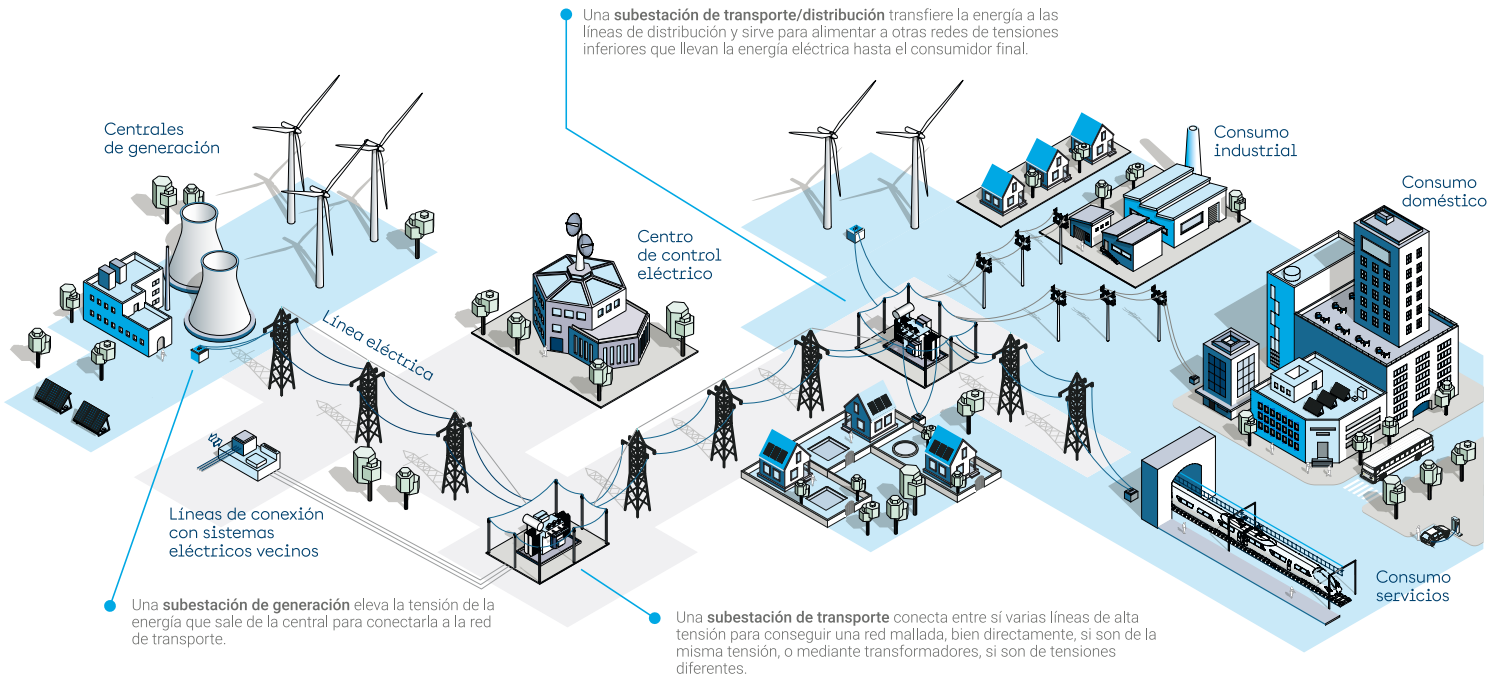 Una subestación de transporte/distribución transfiere la energía a las
líneas de distribución y sirve para alimentar a otras redes de tensiones
inferiores que llevan la energía eléctrica hasta el consumidor final.
Centrales
de generación
Consumo
industrial
Consumo
doméstico
Centro
de control
eléctrico
Línea eléctrica
Líneas de conexión
con sistemas
eléctricos vecinos
Consumo
servicios
Una subestación de generación eleva la tensión de la
energía que sale de la central para conectarla a la red
de transporte.
Una subestación de transporte conecta entre sí varias líneas de alta
tensión para conseguir una red mallada, bien directamente, si son de la
misma tensión, o mediante transformadores, si son de tensiones
diferentes.